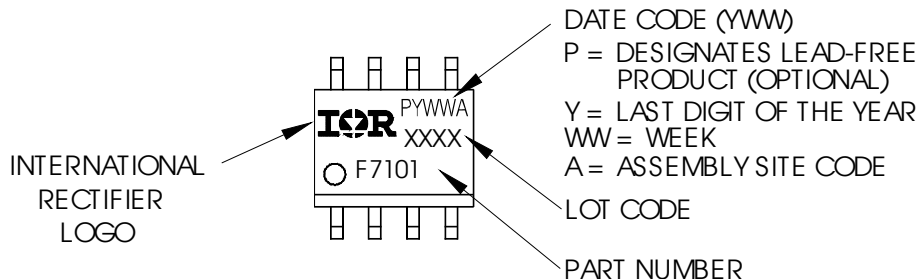 DATE CODE (YWW)
P = DESIGNATES LEAD-FREE
PRODUCT (OPTIONAL)
Y = LAST DIGIT OF THE YEAR
WW = WEEK
A = ASSEMBLY SITE CODE
LOT CODE
PART NUMBER
INTERNATIONAL
RECTIFIER
LOGO
PYWWA
IOR
XXXX
F7101